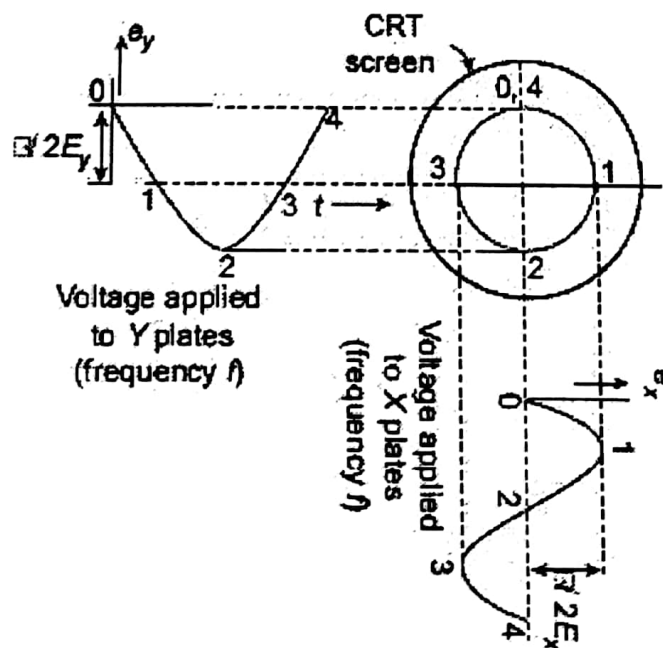 e_y
CRT
screen
0
0, 4
4
2E_y
3
1
1
3
t
2
2
Voltage applied
to Y plates
(frequency f)
Voltage applied
to X plates
(frequency f)
e_x
0
1
2
3
2E_x
4